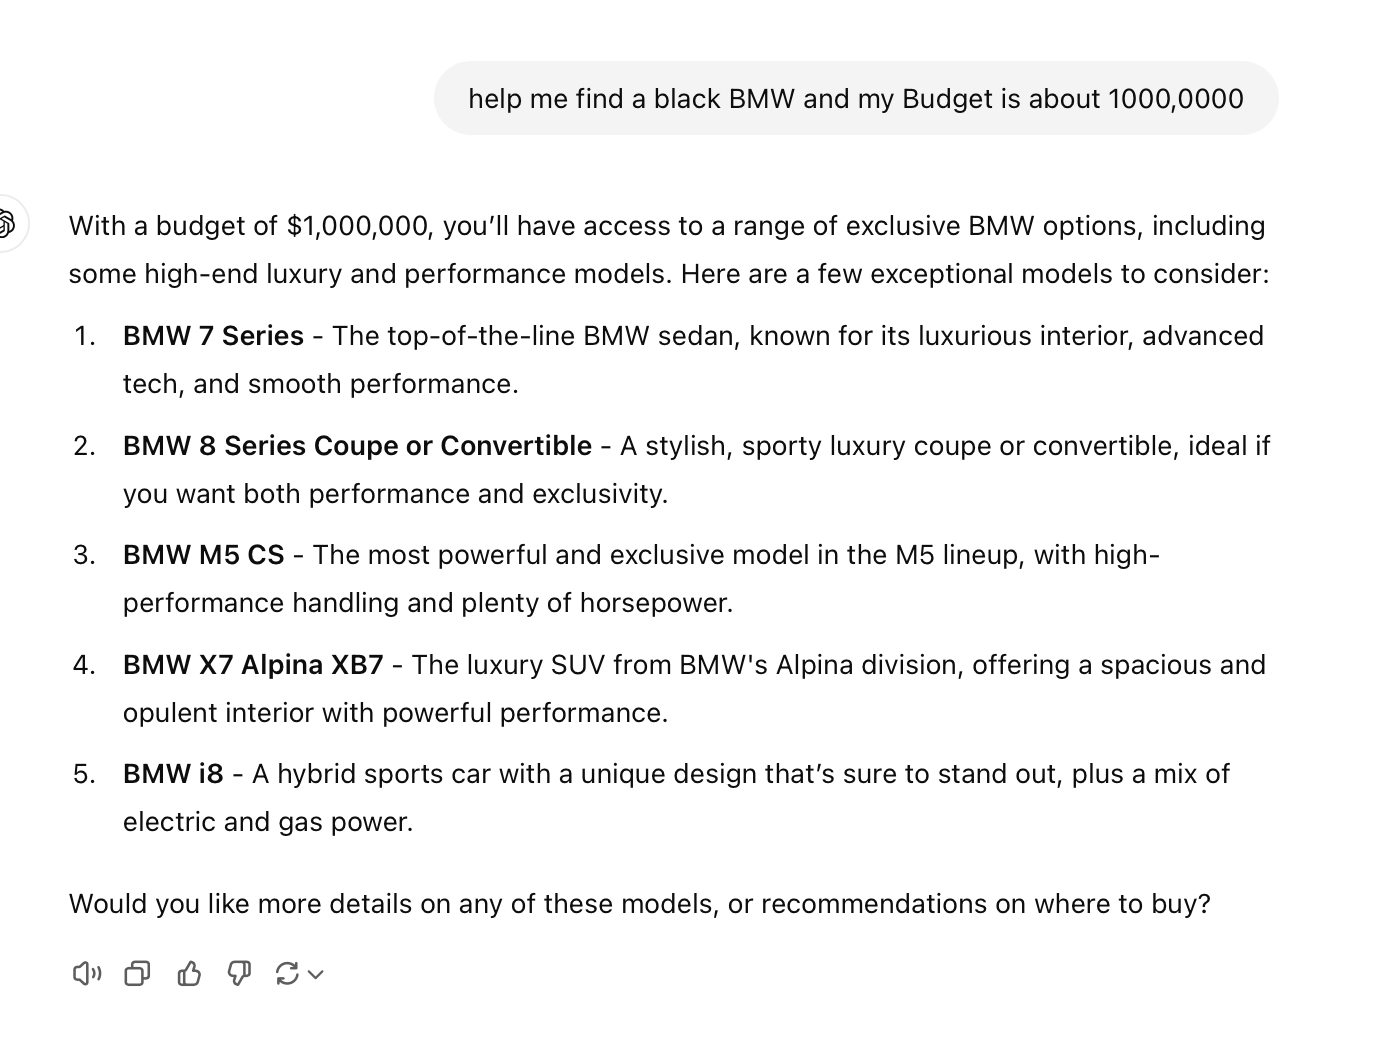 help me find a black BMW and my Budget is about 1000,0000
With a budget of $1,000,000, you’ll have access to a range of exclusive BMW options, including
some high-end luxury and performance models. Here are a few exceptional models to consider:
1. BMW 7 Series - The top-of-the-line BMW sedan, known for its luxurious interior, advanced
tech, and smooth performance.
2. BMW 8 Series Coupe or Convertible - A stylish, sporty luxury coupe or convertible, ideal if
you want both performance and exclusivity.
3. BMW M5 CS - The most powerful and exclusive model in the M5 lineup, with high-
performance handling and plenty of horsepower.
4. BMW X7 Alpina XB7 - The luxury SUV from BMW's Alpina division, offering a spacious and
opulent interior with powerful performance.
5. BMW i8 - A hybrid sports car with a unique design that’s sure to stand out, plus a mix of
electric and gas power.
Would you like more details on any of these models, or recommendations on where to buy?